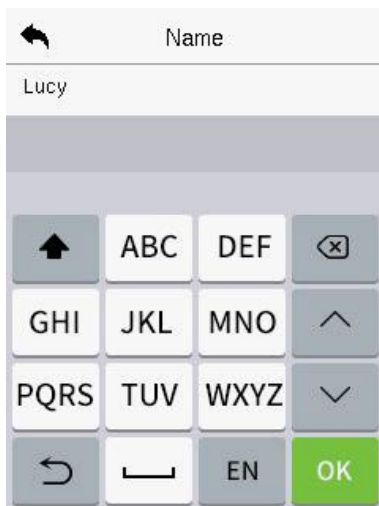 Name
Lucy
ABC DEF
GHI JKL MNO
PQRS TUV WXYZ
EN OK